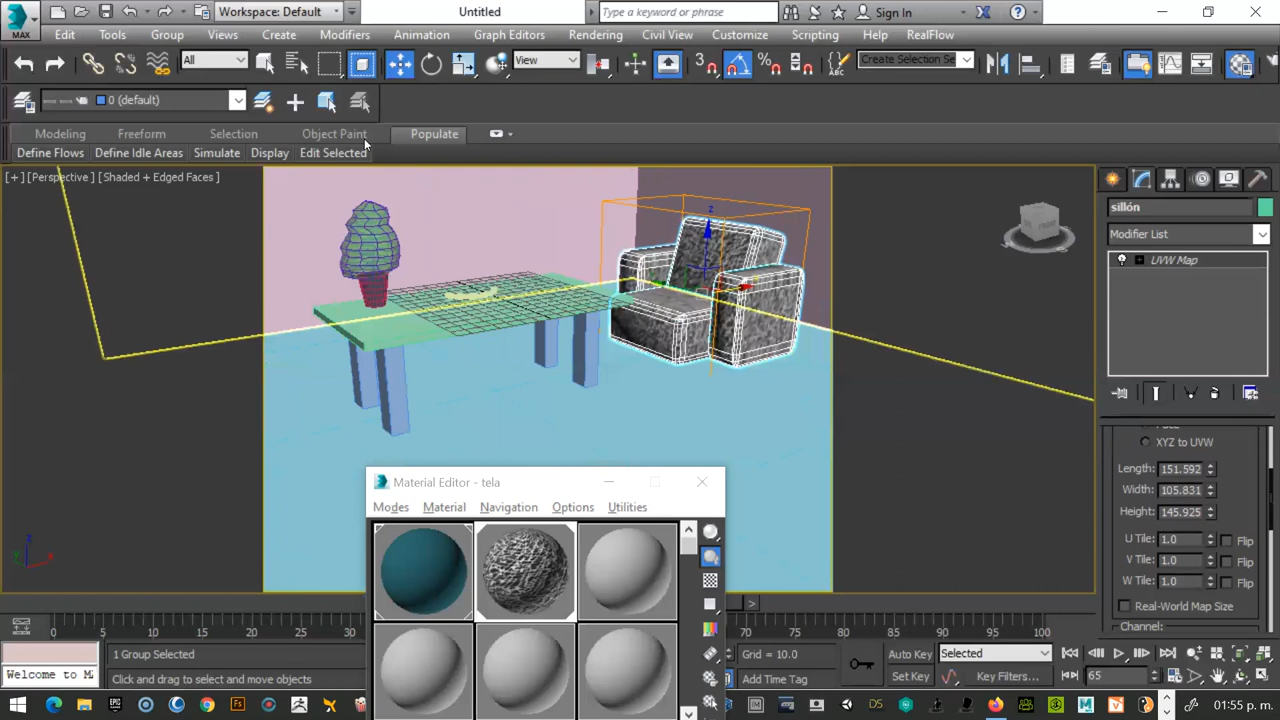 MAX
Workspace: Default
Untitled
Type a keyword or phrase
Sign In
Edit Tools Group Views Create Modifiers Animation Graph Editors Rendering Civil View Customize Scripting Help RealFlow
All
View
3
Create Selection Se
ABC
0 (default)
Modeling Freeform Selection Object Paint Populate
Define Flows Define Idle Areas Simulate Display Edit Selected
[+] [Perspective ] [Shaded + Edged Faces ]
z
sillón
Modifier List
UVW Map
XYZ to UVW
Length: 151.592
Width: 105.831
Height: 145.925
U Tile: 1.0 Flip
V Tile: 1.0 Flip
W Tile: 1.0 Flip
Real-World Map Size
Channel:
Material Editor - tela
Modes Material Navigation Options Utilities
z
x
>
0 5 10 15 20 25 30 70 75 80 85 90 95 100
1 Group Selected
Click and drag to select and move objects
Welcome to M
Grid = 10.0
Add Time Tag
Auto Key Selected
Set Key Key Filters...
65
Fs
DS
M
V
01:55 p. m.